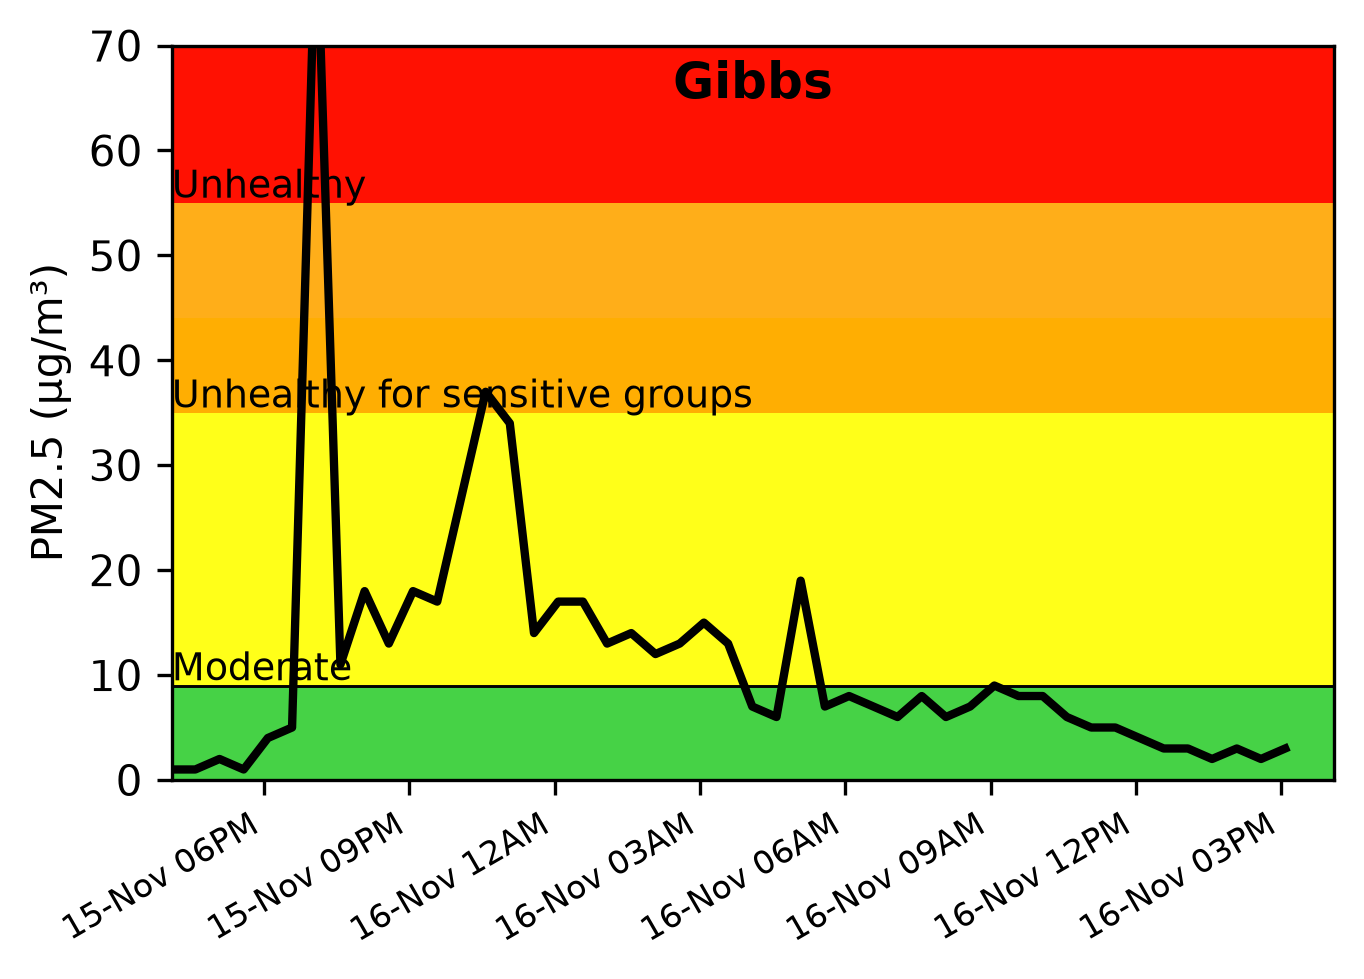 Gibbs
PM2.5 (µg/m³)
70
60
50
40
30
20
10
0
Unhealthy
Unhealthy for sensitive groups
Moderate
15-Nov 06PM
15-Nov 09PM
16-Nov 12AM
16-Nov 03AM
16-Nov 06AM
16-Nov 09AM
16-Nov 12PM
16-Nov 03PM